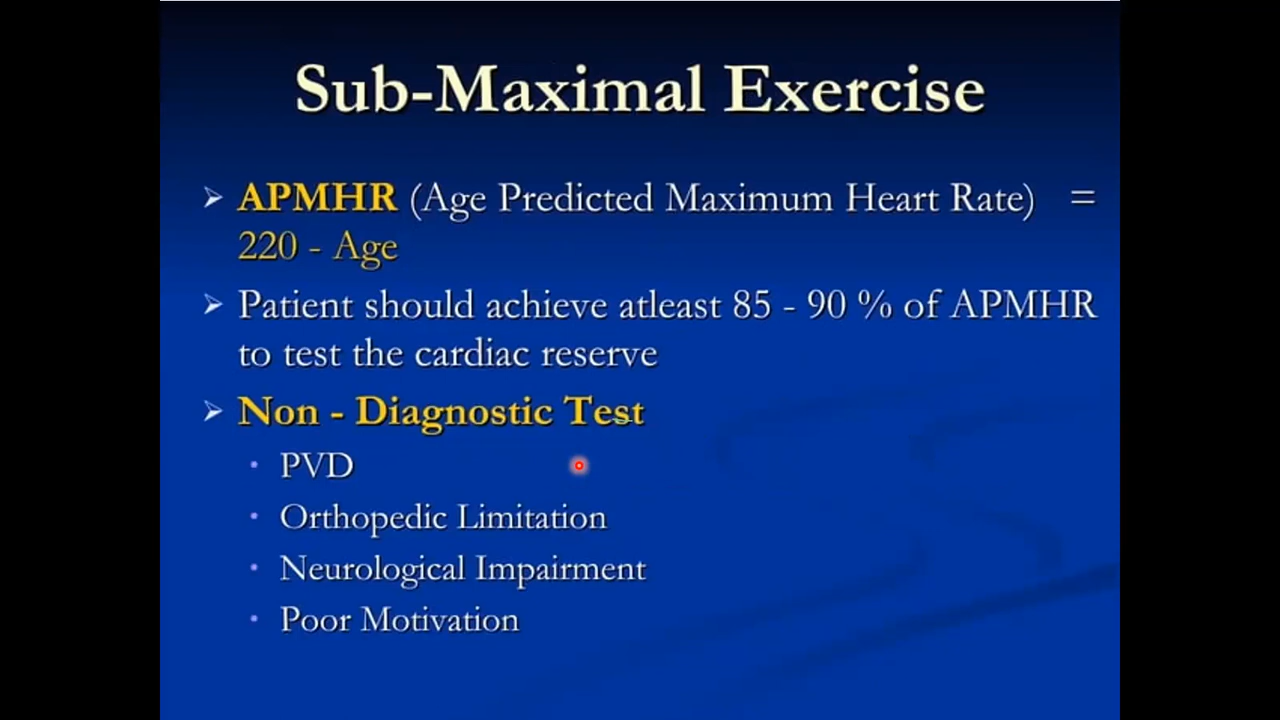 Sub-Maximal Exercise
APMHR (Age Predicted Maximum Heart Rate) =
220 - Age
Patient should achieve atleast 85 - 90 % of APMHR
to test the cardiac reserve
Non - Diagnostic Test
PVD
Orthopedic Limitation
Neurological Impairment
Poor Motivation